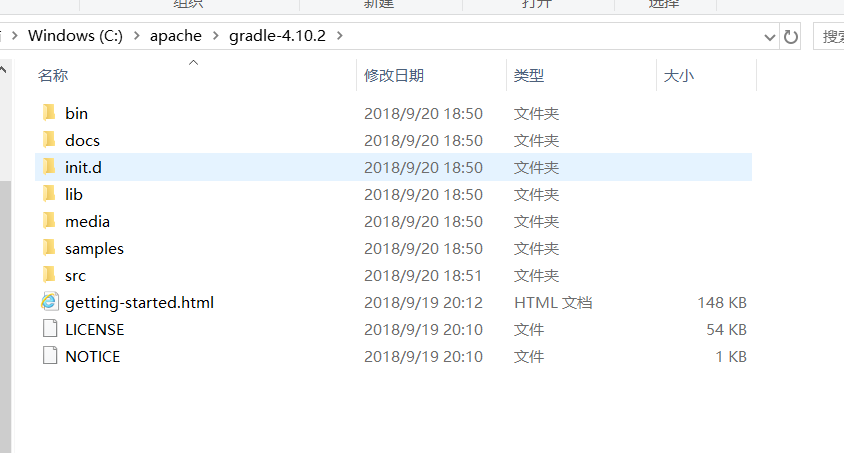 组织 新建 打开 选择
Windows (C:) apache gradle-4.10.2 搜索
名称 修改日期 类型 大小
bin 2018/9/20 18:50 文件夹
docs 2018/9/20 18:50 文件夹
init.d 2018/9/20 18:50 文件夹
lib 2018/9/20 18:50 文件夹
media 2018/9/20 18:50 文件夹
samples 2018/9/20 18:50 文件夹
src 2018/9/20 18:51 文件夹
getting-started.html 2018/9/19 20:12 HTML 文档 148 KB
LICENSE 2018/9/19 20:10 文件 54 KB
NOTICE 2018/9/19 20:10 文件 1 KB